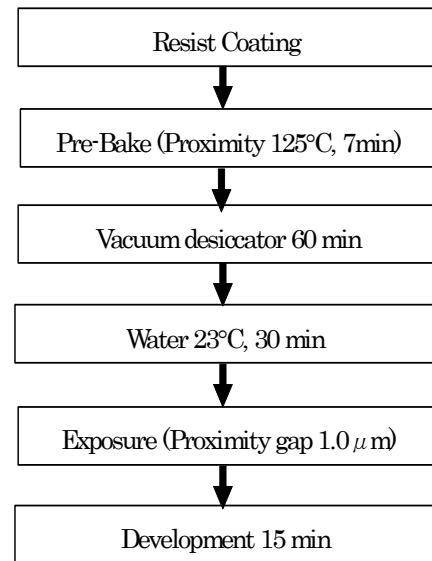 Resist Coating
Pre-Bake (Proximity 125°C, 7min)
Vacuum desiccator 60 min
Water 23°C, 30 min
Exposure (Proximity gap 1.0 μm)
Development 15 min